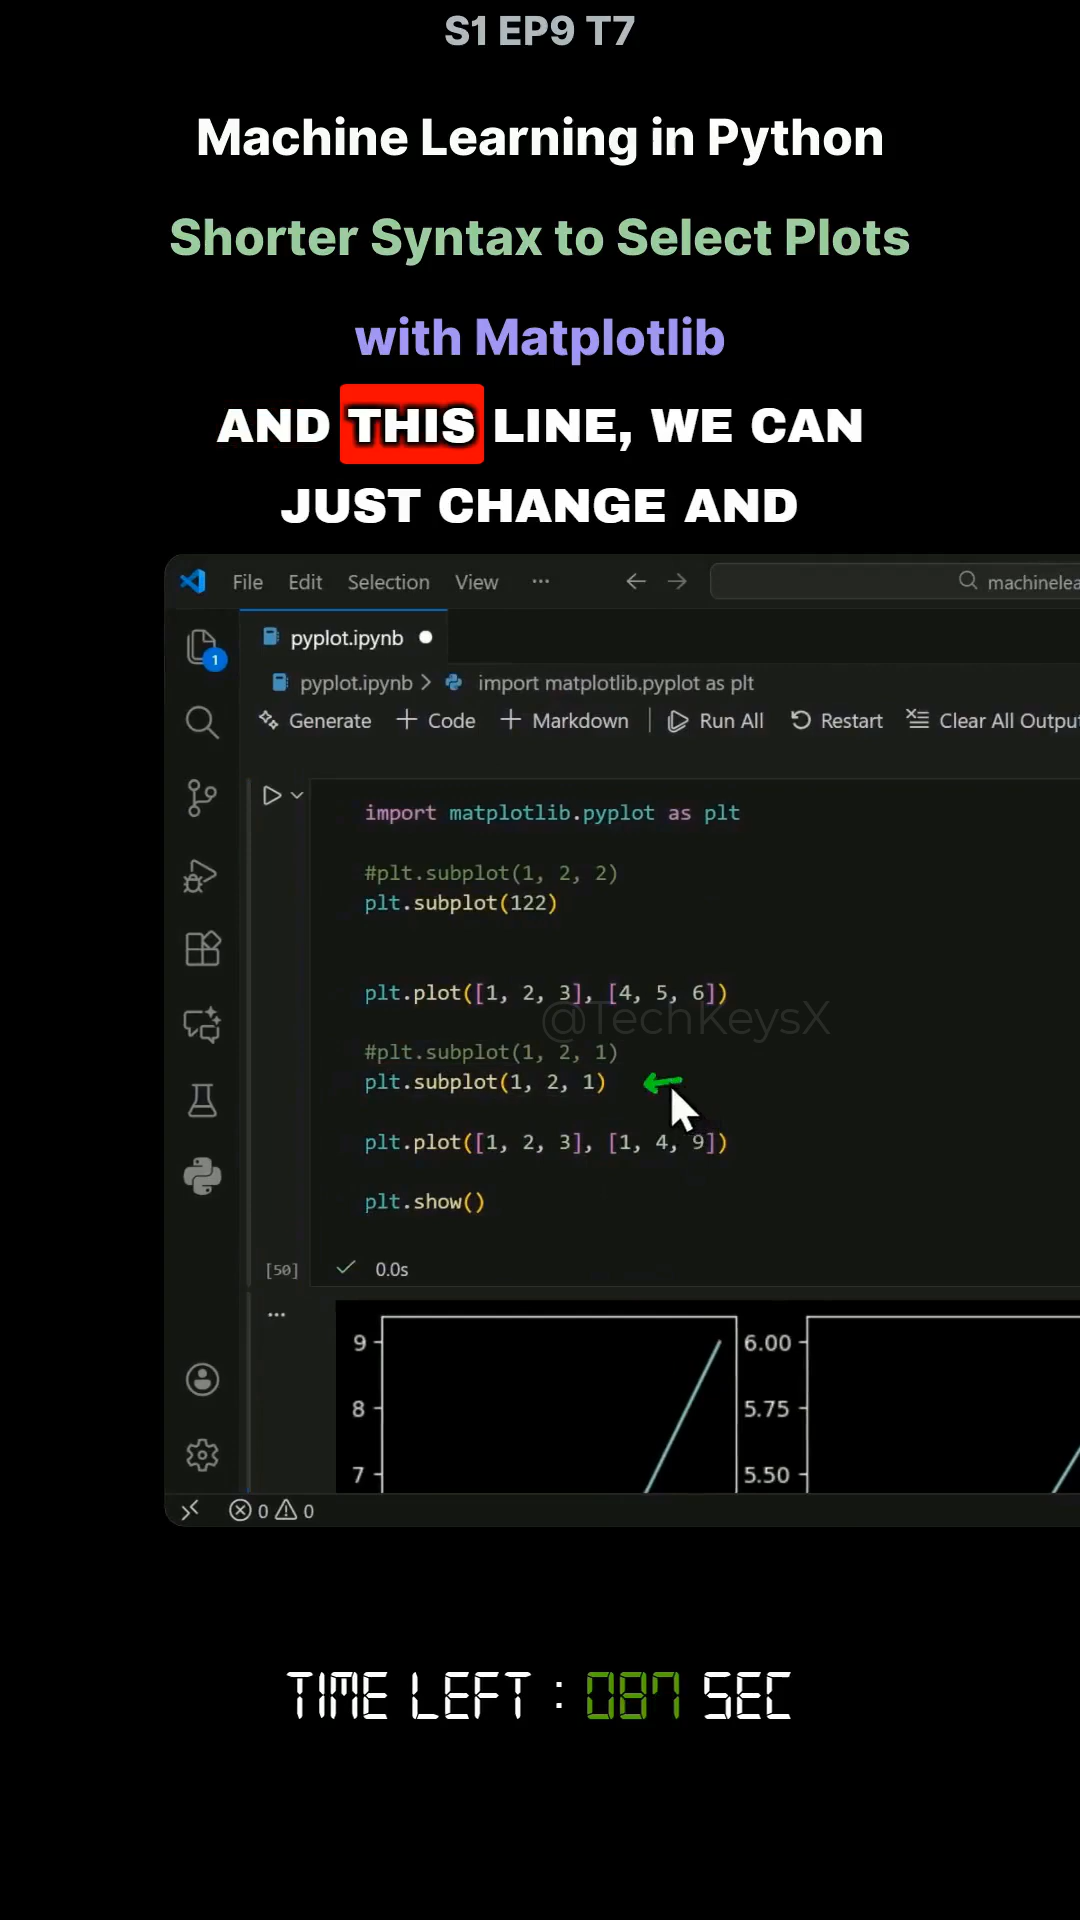 S1 EP9 T7
Machine Learning in Python
Shorter Syntax to Select Plots
with Matplotlib
AND THIS LINE, WE CAN
JUST CHANGE AND
File Edit Selection View ··· machinelea
pyplot.ipynb
1
pyplot.ipynb > import matplotlib.pyplot as plt
Generate + Code + Markdown | Run All Restart Clear All Outpu
import matplotlib.pyplot as plt
#plt.subplot(1, 2, 2)
plt.subplot(122)
plt.plot([1, 2, 3], [4, 5, 6])
@TechKeysX
#plt.subplot(1, 2, 1)
plt.subplot(1, 2, 1)
plt.plot([1, 2, 3], [1, 4, 9])
plt.show()
[50] 0.0s
...
9 6.00
8 5.75
7 5.50
0 0
TIME LEFT : 087 SEC